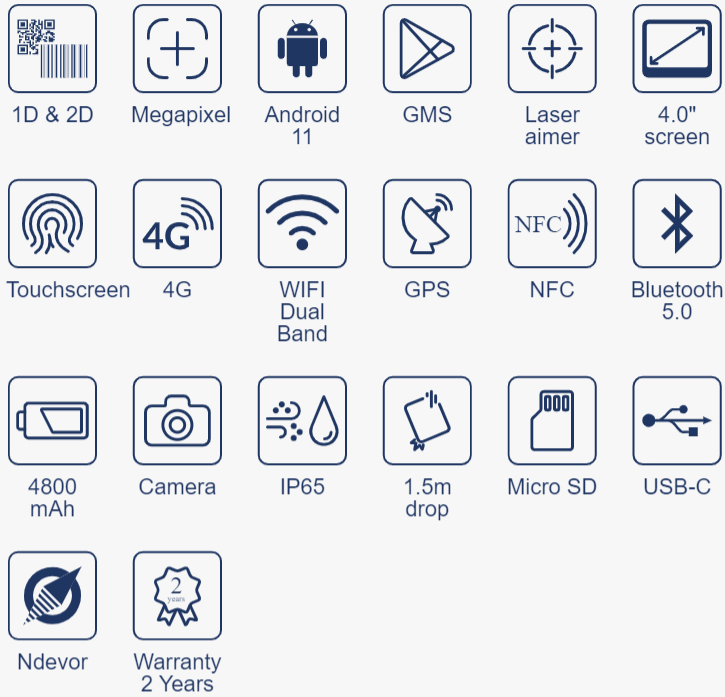 1D & 2D
Megapixel
Android
11
GMS
Laser
aimer
4.0"
screen
Touchscreen
4G
4G
WIFI
Dual
Band
GPS
NFC
NFC
Bluetooth
5.0
4800
mAh
Camera
IP65
1.5m
drop
Micro SD
USB-C
Ndevor
2
years
Warranty
2 Years